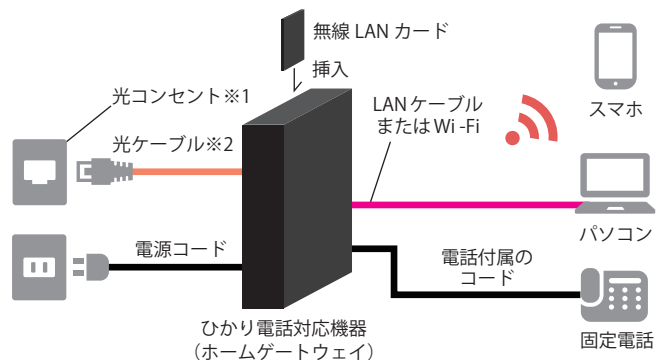 無線 LAN カード
挿入
光コンセント※1
光ケーブル※2
LANケーブル
またはWi -Fi
スマホ
パソコン
電源コード
電話付属の
コード
固定電話
ひかり電話対応機器
（ホームゲートウェイ）